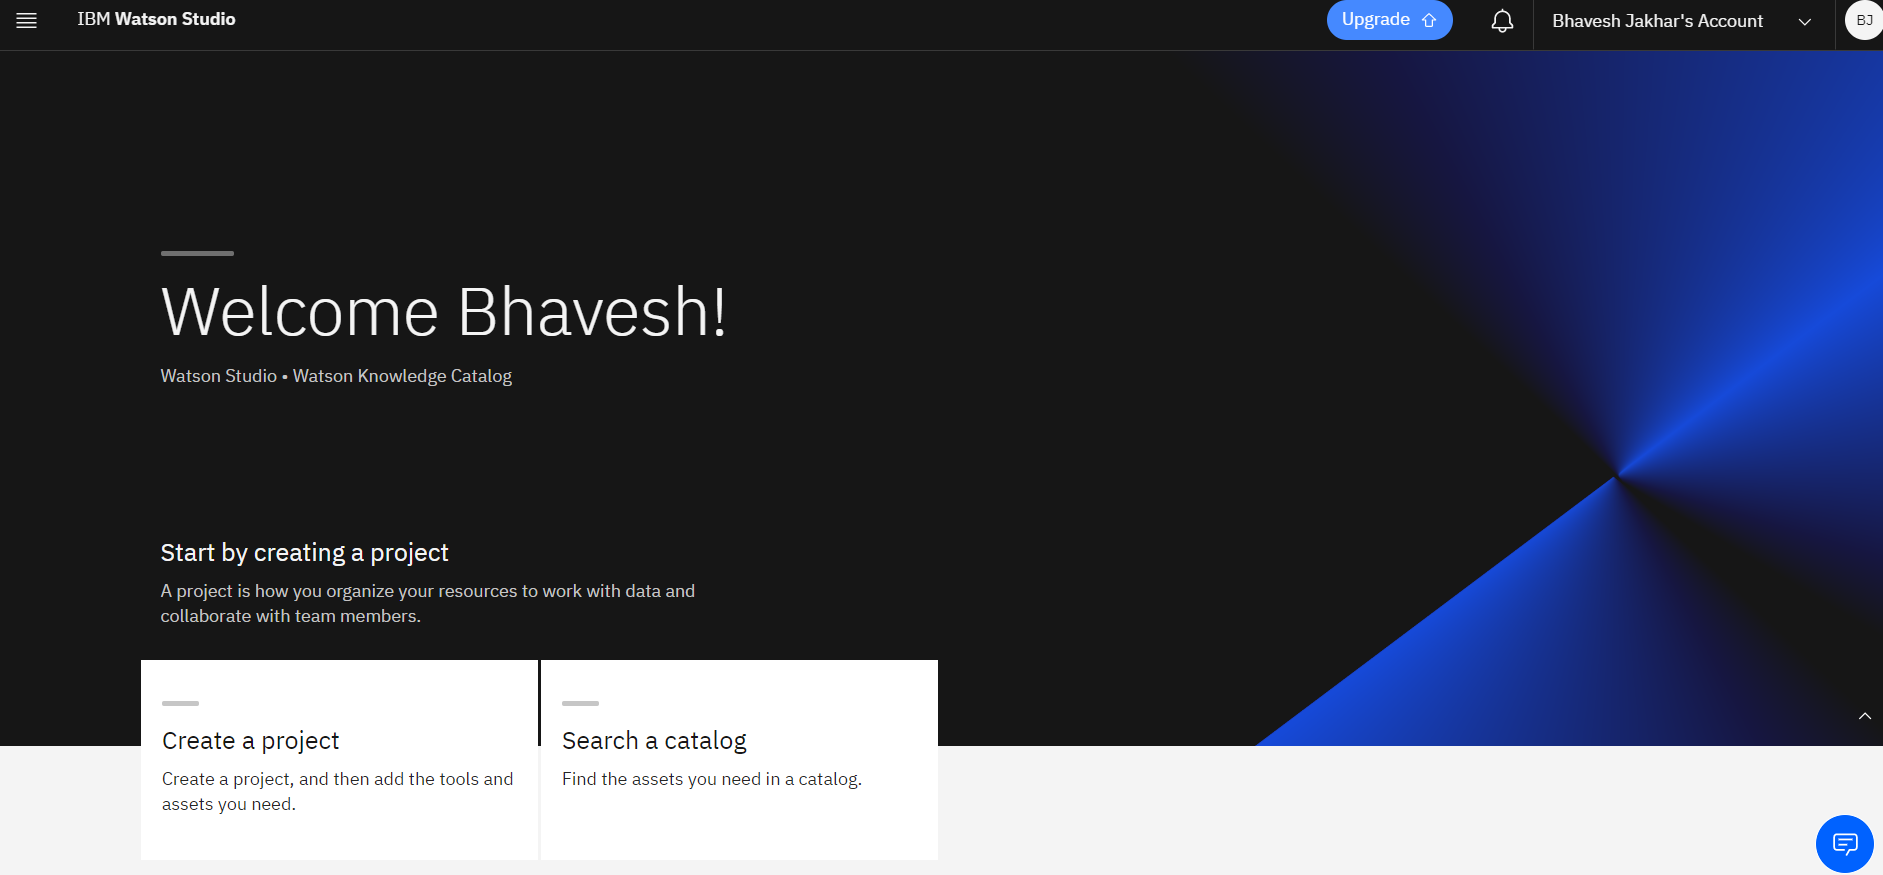 IBM Watson Studio
Upgrade
Bhavesh Jakhar's Account
BJ
Welcome Bhavesh!
Watson Studio • Watson Knowledge Catalog
Start by creating a project
A project is how you organize your resources to work with data and
collaborate with team members.
Create a project
Create a project, and then add the tools and
assets you need.
Search a catalog
Find the assets you need in a catalog.